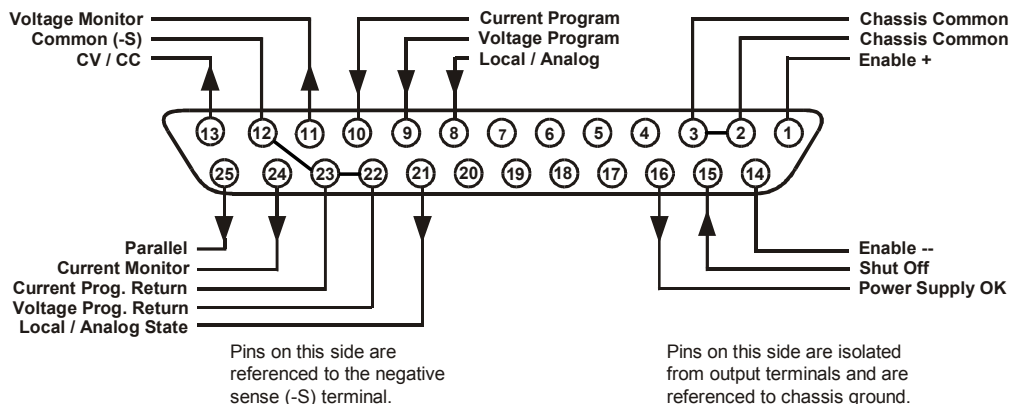 Voltage Monitor
Common (-S)
CV / CC
Current Program
Voltage Program
Local / Analog
Chassis Common
Chassis Common
Enable +
13 12 11 10 9 8 7 6 5 4 3 2 1
25 24 23 22 21 20 19 18 17 16 15 14
Parallel
Current Monitor
Current Prog. Return
Voltage Prog. Return
Local / Analog State
Enable --
Shut Off
Power Supply OK
Pins on this side are
referenced to the negative
sense (-S) terminal.
Pins on this side are isolated
from output terminals and are
referenced to chassis ground.